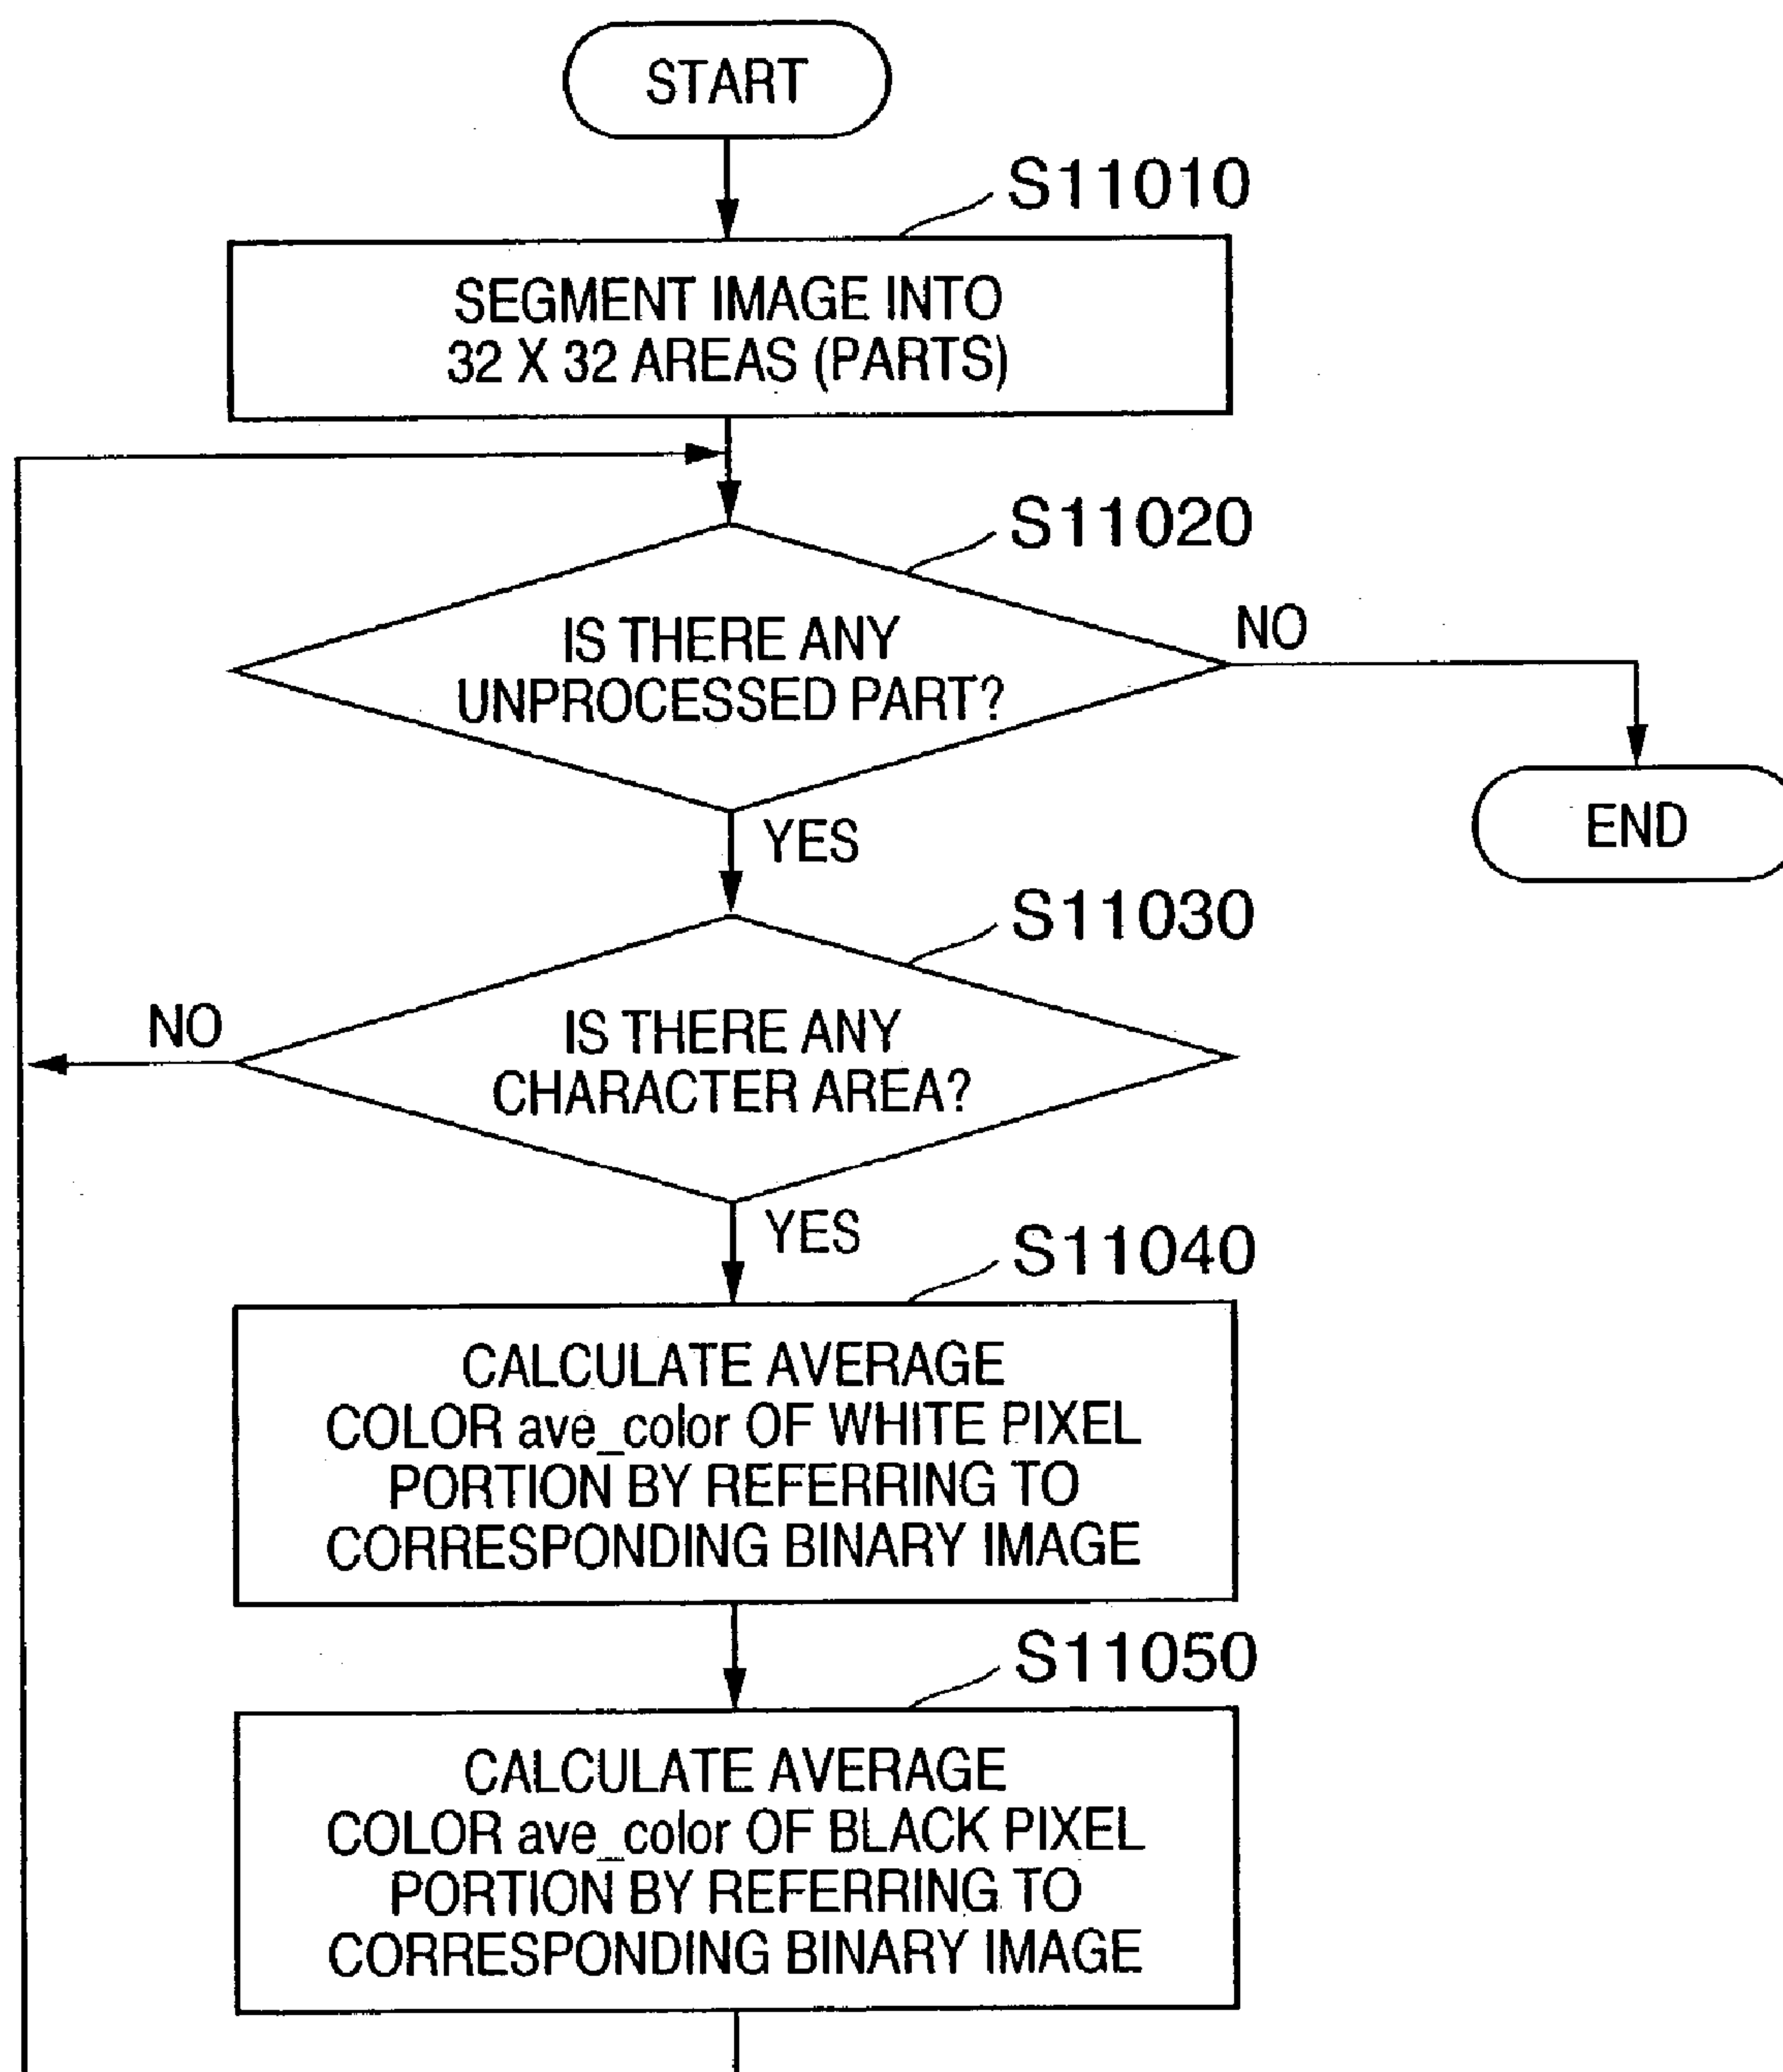 START
S11010
SEGMENT IMAGE INTO
32 X 32 AREAS (PARTS)
S11020
IS THERE ANY
UNPROCESSED PART?
NO
END
YES
S11030
NO
IS THERE ANY
CHARACTER AREA?
YES
S11040
CALCULATE AVERAGE
COLOR ave_color OF WHITE PIXEL
PORTION BY REFERRING TO
CORRESPONDING BINARY IMAGE
S11050
CALCULATE AVERAGE
COLOR ave_color OF BLACK PIXEL
PORTION BY REFERRING TO
CORRESPONDING BINARY IMAGE